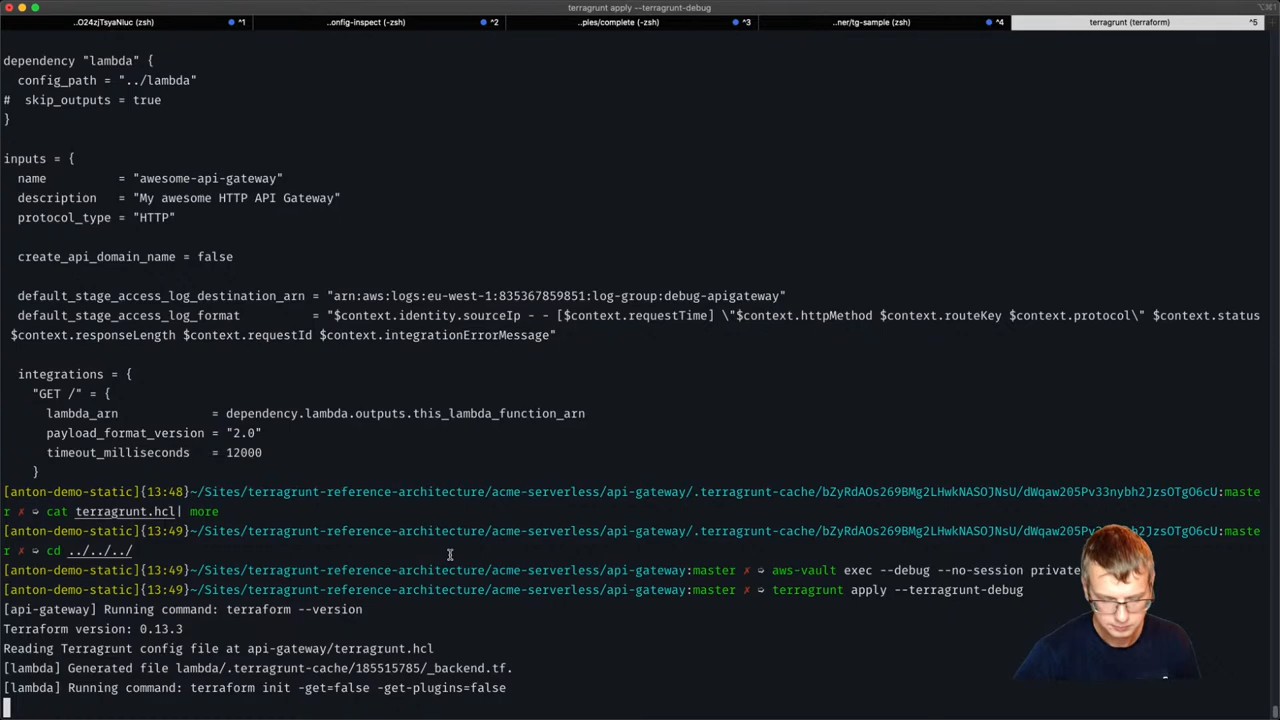 terragrunt apply --terragrunt-debug
⌥⌘1
..O24zjTsyaNIuc (zsh)
⌃1
..onfig-inspect (-zsh)
⌃2
..ples/complete (-zsh)
⌃3
..ner/tg-sample (zsh)
⌃4
terragrunt (terraform)
⌃5
dependency "lambda" {
config_path = "../lambda"
#  skip_outputs = true
}
inputs = {
name        = "awesome-api-gateway"
description   = "My awesome HTTP API Gateway"
protocol_type = "HTTP"
create_api_domain_name = false
default_stage_access_log_destination_arn = "arn:aws:logs:eu-west-1:835367859851:log-group:debug-apigateway"
default_stage_access_log_format          = "$context.identity.sourceIp - - [$context.requestTime] \"$context.httpMethod $context.routeKey $context.protocol\" $context.status
$context.responseLength $context.requestId $context.integrationErrorMessage"
integrations = {
"GET /" = {
lambda_arn             = dependency.lambda.outputs.this_lambda_function_arn
payload_format_version = "2.0"
timeout_milliseconds   = 12000
}
[anton-demo-static]{13:48}~/Sites/terragrunt-reference-architecture/acme-serverless/api-gateway/.terragrunt-cache/bZyRdAOs269BMg2LHwkNASOJNsU/dWqaw205Pv33nybh2JzsOTgO6cU:maste
r ✗ ➭ cat terragrunt.hcl| more
[anton-demo-static]{13:49}~/Sites/terragrunt-reference-architecture/acme-serverless/api-gateway/.terragrunt-cache/bZyRdAOs269BMg2LHwkNASOJNsU/dWqaw205Pv33nybh2JzsOTgO6cU:maste
r ✗ ➭ cd ../../../
[anton-demo-static]{13:49}~/Sites/terragrunt-reference-architecture/acme-serverless/api-gateway:master ✗ ➭ aws-vault exec --debug --no-session private
[anton-demo-static]{13:49}~/Sites/terragrunt-reference-architecture/acme-serverless/api-gateway:master ✗ ➭ terragrunt apply --terragrunt-debug
[api-gateway] Running command: terraform --version
Terraform version: 0.13.3
Reading Terragrunt config file at api-gateway/terragrunt.hcl
[lambda] Generated file lambda/.terragrunt-cache/185515785/_backend.tf.
[lambda] Running command: terraform init -get=false -get-plugins=false